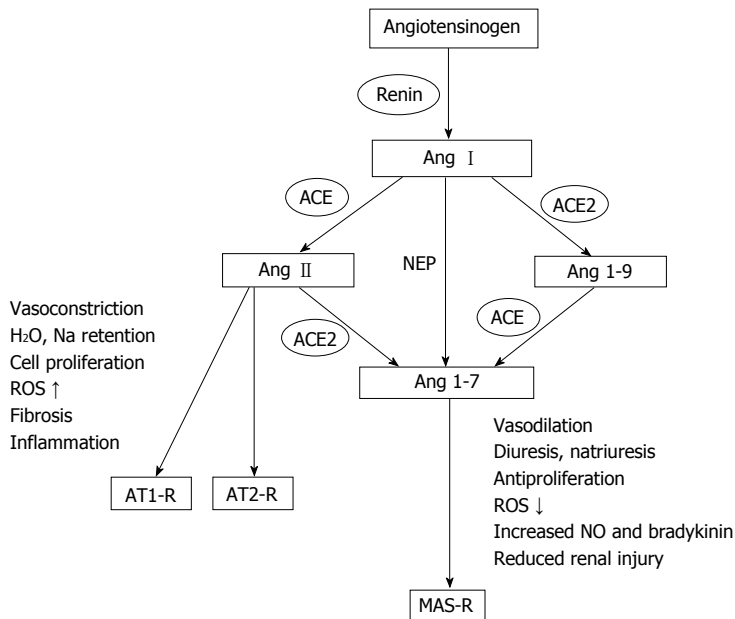 Angiotensinogen
Renin
Ang Ⅰ
ACE
ACE2
Ang Ⅱ
NEP
Ang 1-9
Vasoconstriction
H₂O, Na retention
Cell proliferation
ROS ↑
Fibrosis
Inflammation
ACE2
ACE
Ang 1-7
Vasodilation
Diuresis, natriuresis
Antiproliferation
ROS ↓
Increased NO and bradykinin
Reduced renal injury
AT1-R
AT2-R
MAS-R